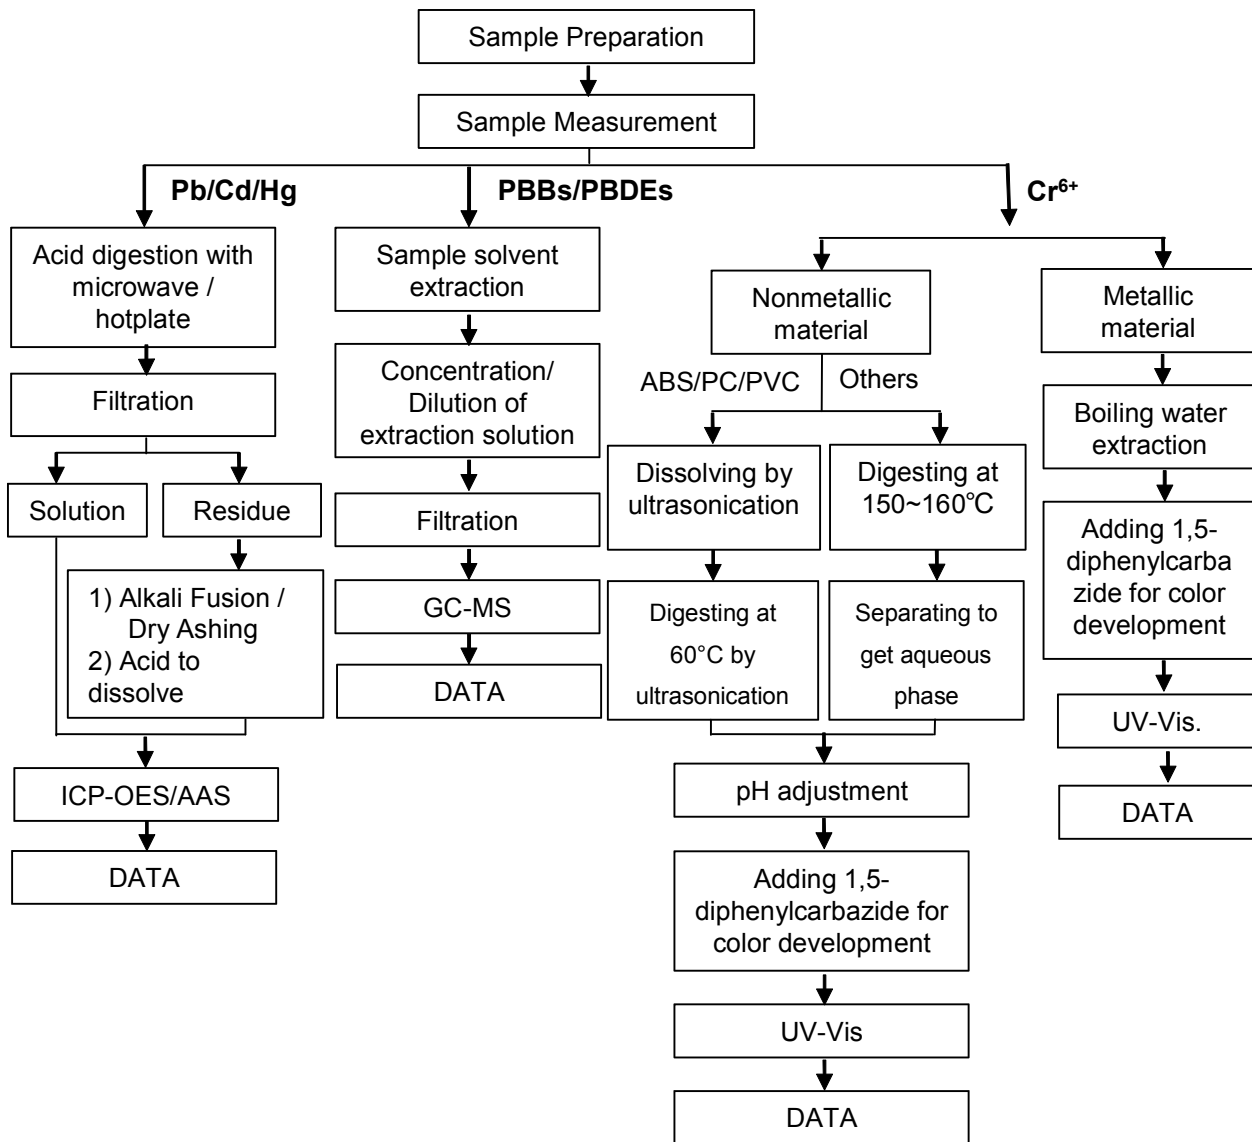 Sample Preparation
Sample Measurement
Pb/Cd/Hg
PBBs/PBDEs
Cr⁶⁺
Acid digestion with
microwave /
hotplate
Filtration
Solution
Residue
1) Alkali Fusion /
Dry Ashing
2) Acid to
dissolve
ICP-OES/AAS
DATA
Sample solvent
extraction
Concentration/
Dilution of
extraction solution
Filtration
GC-MS
DATA
Nonmetallic
material
ABS/PC/PVC
Others
Dissolving by
ultrasonication
Digesting at
60°C by
ultrasonication
Digesting at
150~160℃
Separating to
get aqueous
phase
pH adjustment
Adding 1,5-
diphenylcarbazide for
color development
UV-Vis
DATA
Metallic
material
Boiling water
extraction
Adding 1,5-
diphenylcarba
zide for color
development
UV-Vis.
DATA